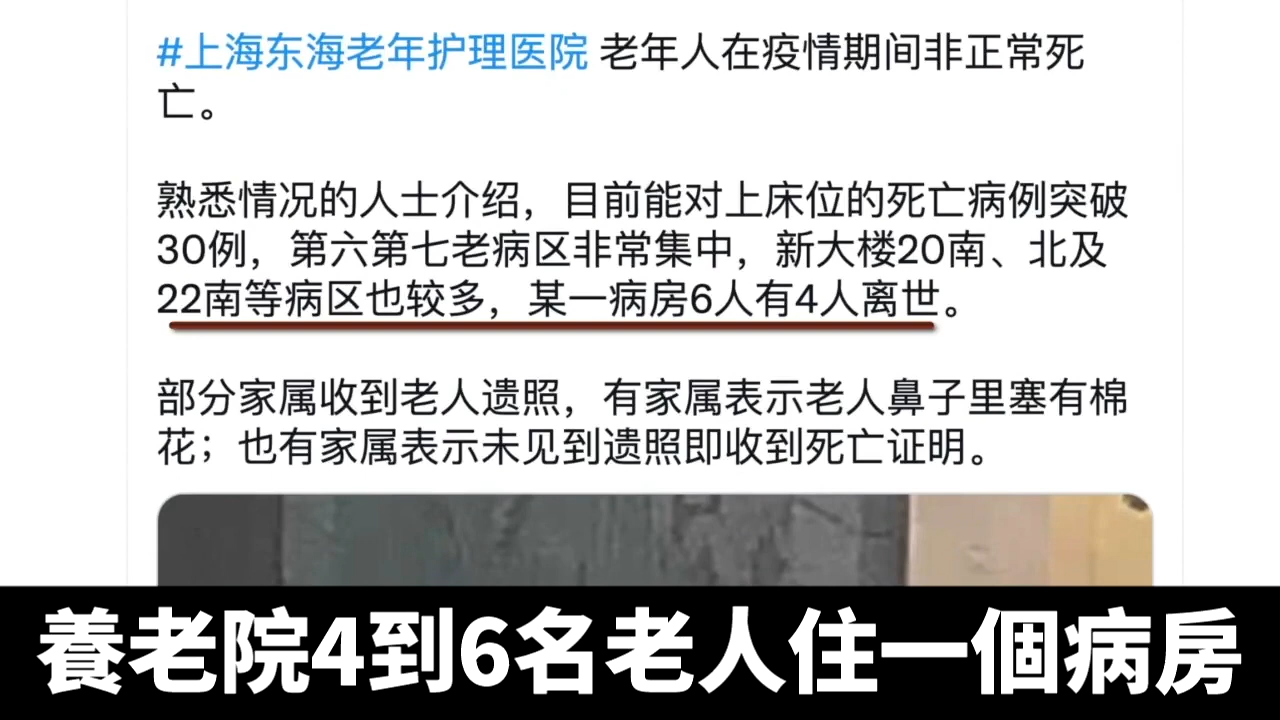 #上海东海老年护理医院 老年人在疫情期间非正常死
亡。
熟悉情况的人士介绍，目前能对上床位的死亡病例突破
30例，第六第七老病区非常集中，新大楼20南、北及
22南等病区也较多，某一病房6人有4人离世。
部分家属收到老人遗照，有家属表示老人鼻子里塞有棉
花；也有家属表示未见到遗照即收到死亡证明。
養老院4到6名老人住一個病房